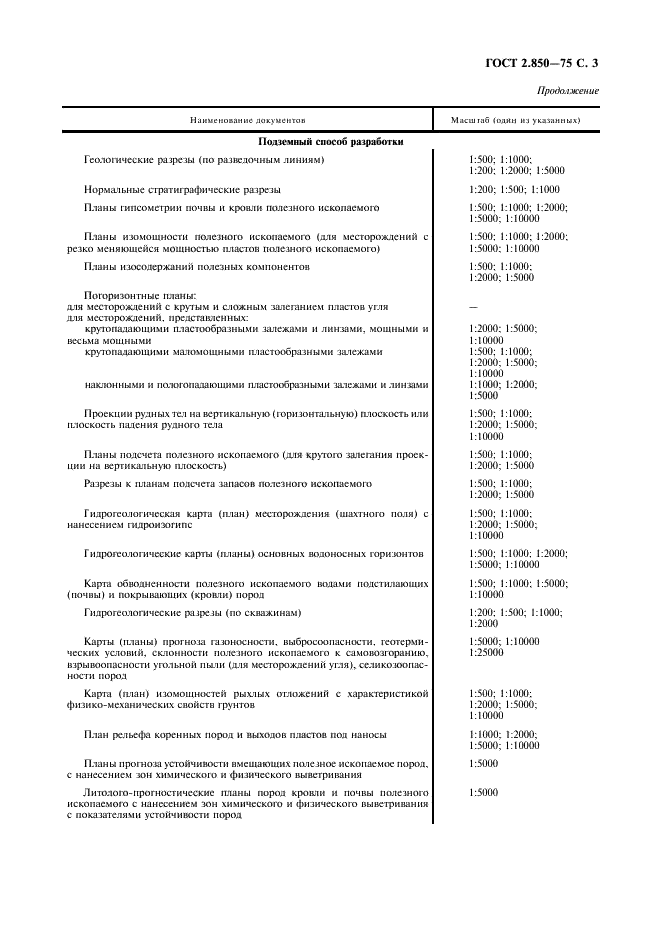 ГОСТ 2.850—75 С. 3
Продолжение
Наименование документов
Масштаб (один из указанных)
Подземный способ разработки
Геологические разрезы (по разведочным линиям)
1:500; 1:1000;
1:200; 1:2000; 1:5000
Нормальные стратиграфические разрезы
1:200; 1:500; 1:1000
Планы гипсометрии почвы и кровли полезного ископаемого
1:500; 1:1000; 1:2000;
1:5000; 1:10000
Планы изомощности полезного ископаемого (для месторождений с
резко меняющейся мощностью пластов полезного ископаемого)
1:500; 1:1000; 1:2000;
1:5000; 1:10000
Планы изосодержаний полезных компонентов
1:500; 1:1000;
1:2000; 1:5000
Погоризонтные планы:
для месторождений с крутым и сложным залеганием пластов угля
—
для месторождений, представленных:
крутопадающими пластообразными залежами и линзами, мощными и
весьма мощными
1:2000; 1:5000;
1:10000
крутопадающими маломощными пластообразными залежами
1:500; 1:1000;
1:2000; 1:5000;
1:10000
наклонными и пологопадающими пластообразными залежами и линзами
1:1000; 1:2000;
1:5000
Проекции рудных тел на вертикальную (горизонтальную) плоскость или
плоскость падения рудного тела
1:500; 1:1000;
1:2000; 1:5000;
1:10000
Планы подсчета полезного ископаемого (для крутого залегания проек-
ции на вертикальную плоскость)
1:500; 1:1000;
1:2000; 1:5000
Разрезы к планам подсчета запасов полезного ископаемого
1:500; 1:1000;
1:2000; 1:5000
Гидрогеологическая карта (план) месторождения (шахтного поля) с
нанесением гидроизогипс
1:500; 1:1000;
1:2000; 1:5000;
1:10000
Гидрогеологические карты (планы) основных водоносных горизонтов
1:500; 1:1000; 1:2000;
1:5000; 1:10000
Карта обводненности полезного ископаемого водами подстилающих
(почвы) и покрывающих (кровли) пород
1:500; 1:1000; 1:5000;
1:10000
Гидрогеологические разрезы (по скважинам)
1:200; 1:500; 1:1000;
1:2000
Карты (планы) прогноза газоносности, выбросоопасности, геотерми-
ческих условий, склонности полезного ископаемого к самовозгоранию,
взрывоопасности угольной пыли (для месторождений угля), селикозоопас-
ности пород
1:5000; 1:10000
1:25000
Карта (план) изомощностей рыхлых отложений с характеристикой
физико-механических свойств грунтов
1:500; 1:1000;
1:2000; 1:5000;
1:10000
План рельефа коренных пород и выходов пластов под наносы
1:1000; 1:2000;
1:5000; 1:10000
Планы прогноза устойчивости вмещающих полезное ископаемое пород,
с нанесением зон химического и физического выветривания
1:5000
Литолого-прогностические планы пород кровли и почвы полезного
ископаемого с нанесением зон химического и физического выветривания
с показателями устойчивости пород
1:5000